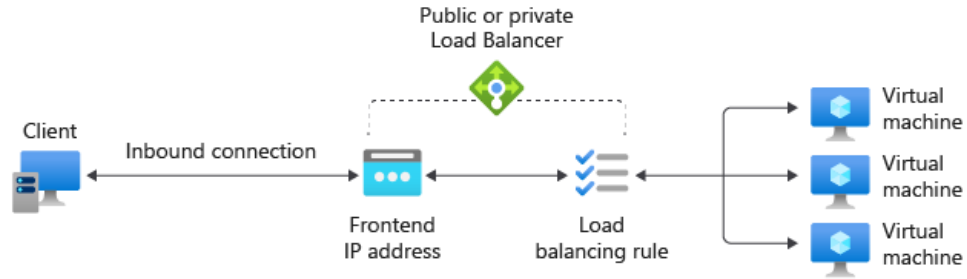 Public or private
Load Balancer
Client
Inbound connection
Frontend
IP address
Load
balancing rule
Virtual
machine
Virtual
machine
Virtual
machine